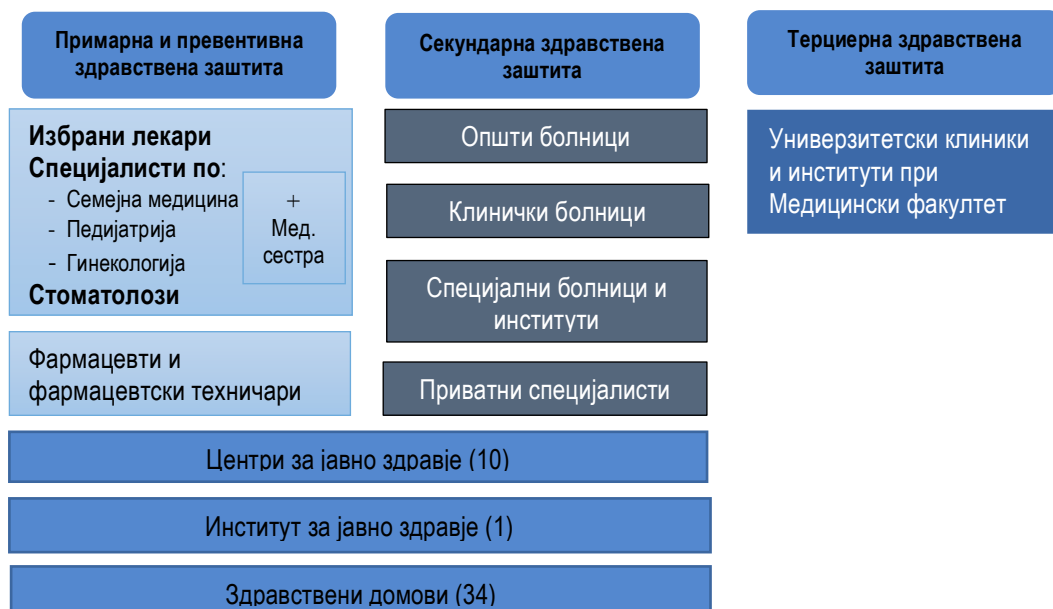 Примарна и превентивна
здравствена заштита
Секундарна здравствена
заштита
Терциерна здравствена
заштита
Избрани лекари
Специјалисти по:
- Семејна медицина
- Педијатрија
- Гинекологија
Стоматолози
+
Мед.
сестра
Фармацевти и
фармацевтски техничари
Општи болници
Клинички болници
Специјални болници и
институти
Приватни специјалисти
Универзитетски клиники
и институти при
Медицински факултет
Центри за јавно здравје (10)
Институт за јавно здравје (1)
Здравствени домови (34)